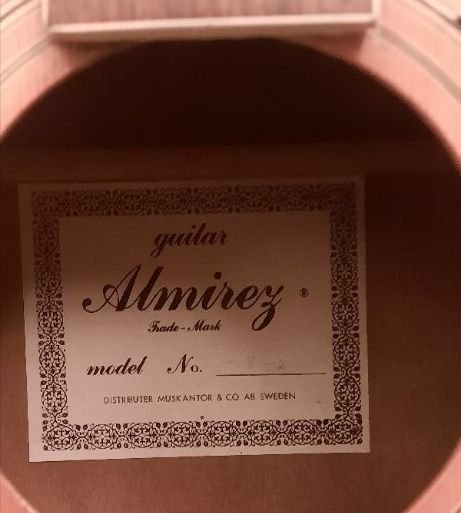 guitar
Almirez ®
Trade-Mark
model No.
DISTRIBUTER MUSKANTOR & CO. AB SWEDEN